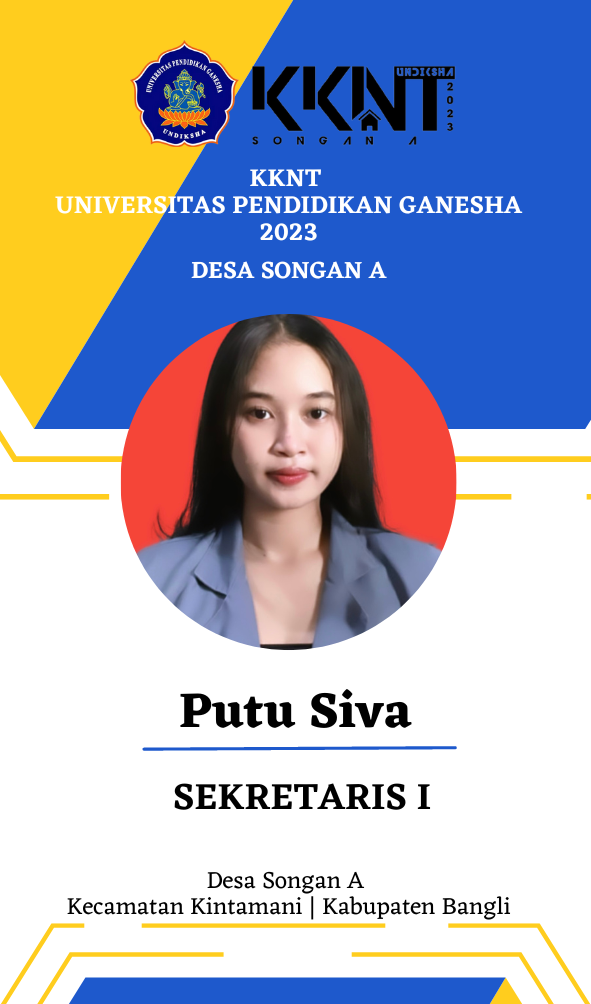 UNIVERSITAS PENDIDIKAN GANESHA
UNDIKSHA
KKNT
UNDIKSHA
2023
SONGAN A
KKNT
UNIVERSITAS PENDIDIKAN GANESHA
2023
DESA SONGAN A
Putu Siva
SEKRETARIS I
Desa Songan A
Kecamatan Kintamani | Kabupaten Bangli